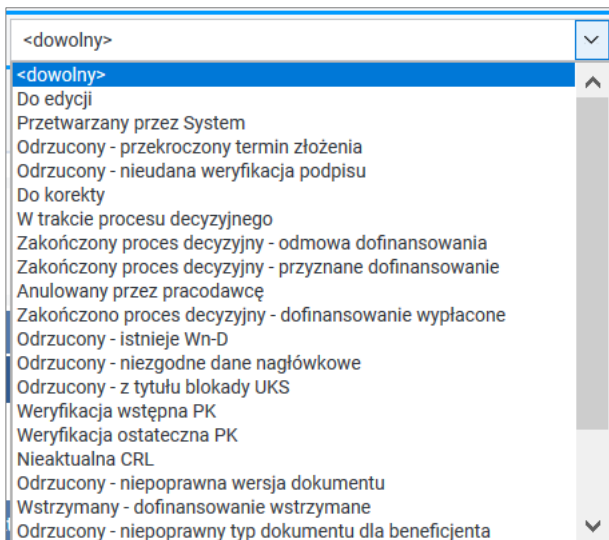 <dowolny>
<dowolny>
Do edycji
Przetwarzany przez System
Odrzucony - przekroczony termin złożenia
Odrzucony - nieudana weryfikacja podpisu
Do korekty
W trakcie procesu decyzyjnego
Zakończony proces decyzyjny - odmowa dofinansowania
Zakończony proces decyzyjny - przyznane dofinansowanie
Anulowany przez pracodawcę
Zakończono proces decyzyjny - dofinansowanie wypłacone
Odrzucony - istnieje Wn-D
Odrzucony - niezgodne dane nagłówkowe
Odrzucony - z tytułu blokady UKS
Weryfikacja wstępna PK
Weryfikacja ostateczna PK
Nieaktualna CRL
Odrzucony - niepoprawna wersja dokumentu
Wstrzymany - dofinansowanie wstrzymane
Odrzucony - niepoprawny typ dokumentu dla beneficjenta